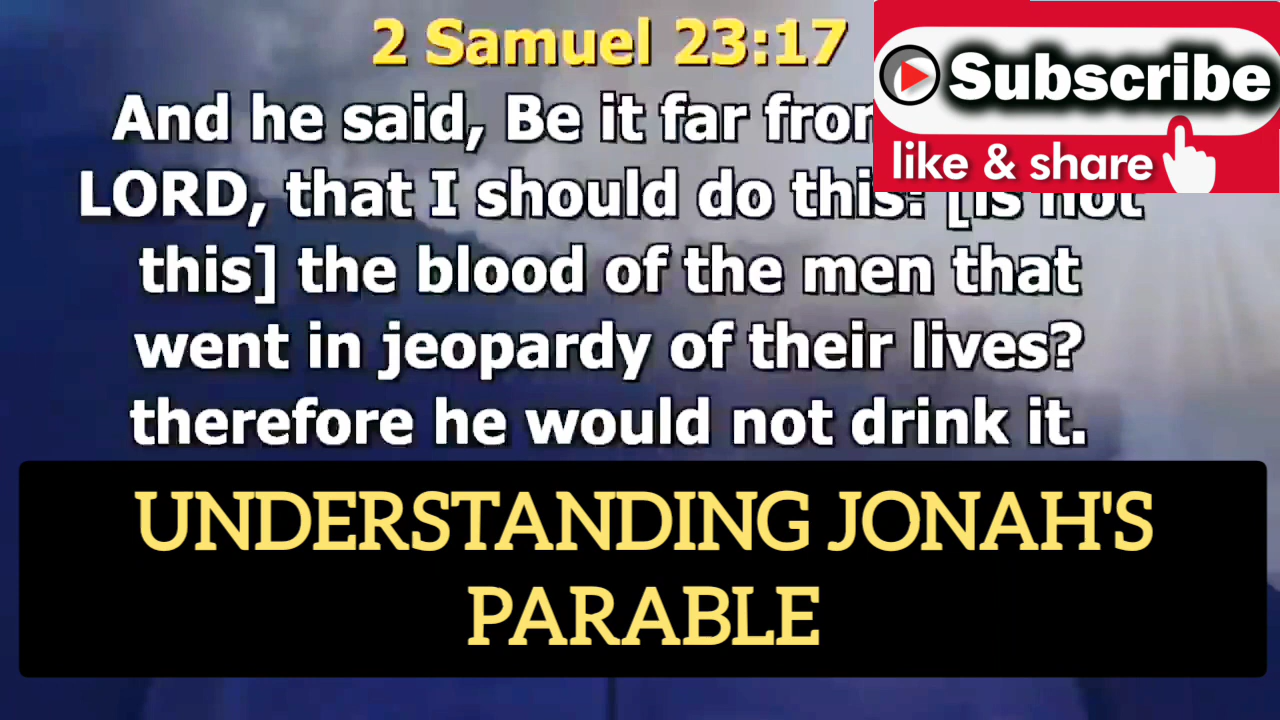 2 Samuel 23:17
And he said, Be it far
LORD, that I should do this: [is not
this] the blood of the men that
went in jeopardy of their lives?
therefore he would not drink it.
Subscribe
like & share
UNDERSTANDING JONAH'S
PARABLE